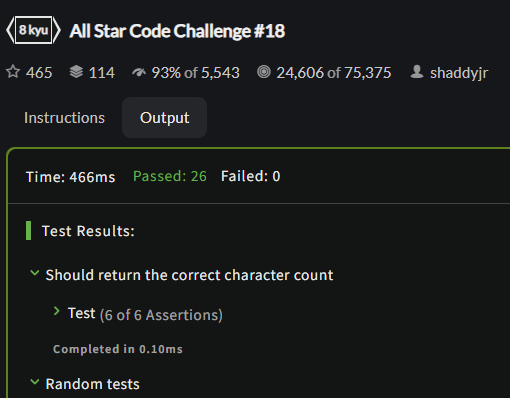 8 kyu All Star Code Challenge #18
465 114 93% of 5,543 24,606 of 75,375 shaddyjr
Instructions Output
Time: 466ms Passed: 26 Failed: 0
Test Results:
Should return the correct character count
Test (6 of 6 Assertions)
Completed in 0.10ms
Random tests